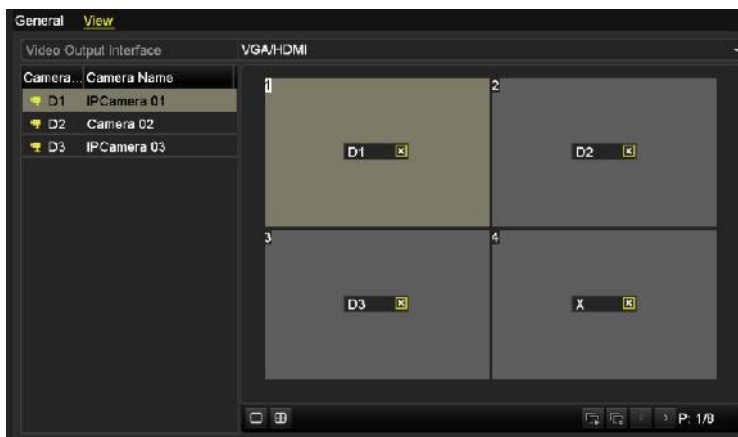 General View
Video Output Interface VGA/HDMI
Camera... Camera Name
D1 IPCamera 01
D2 Camera 02
D3 IPCamera 03
1
D1
2
D2
3
D3
4
X
P: 1/8